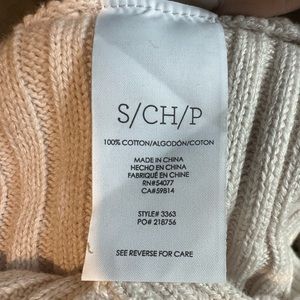 S/CH/P
100% COTTON/ALGODÓN/COTON
MADE IN CHINA
HECHO EN CHINA
FABRIQUÉ EN CHINE
RN#54077
CA#59814
STYLE# 3363
PO# 218756
SEE REVERSE FOR CARE